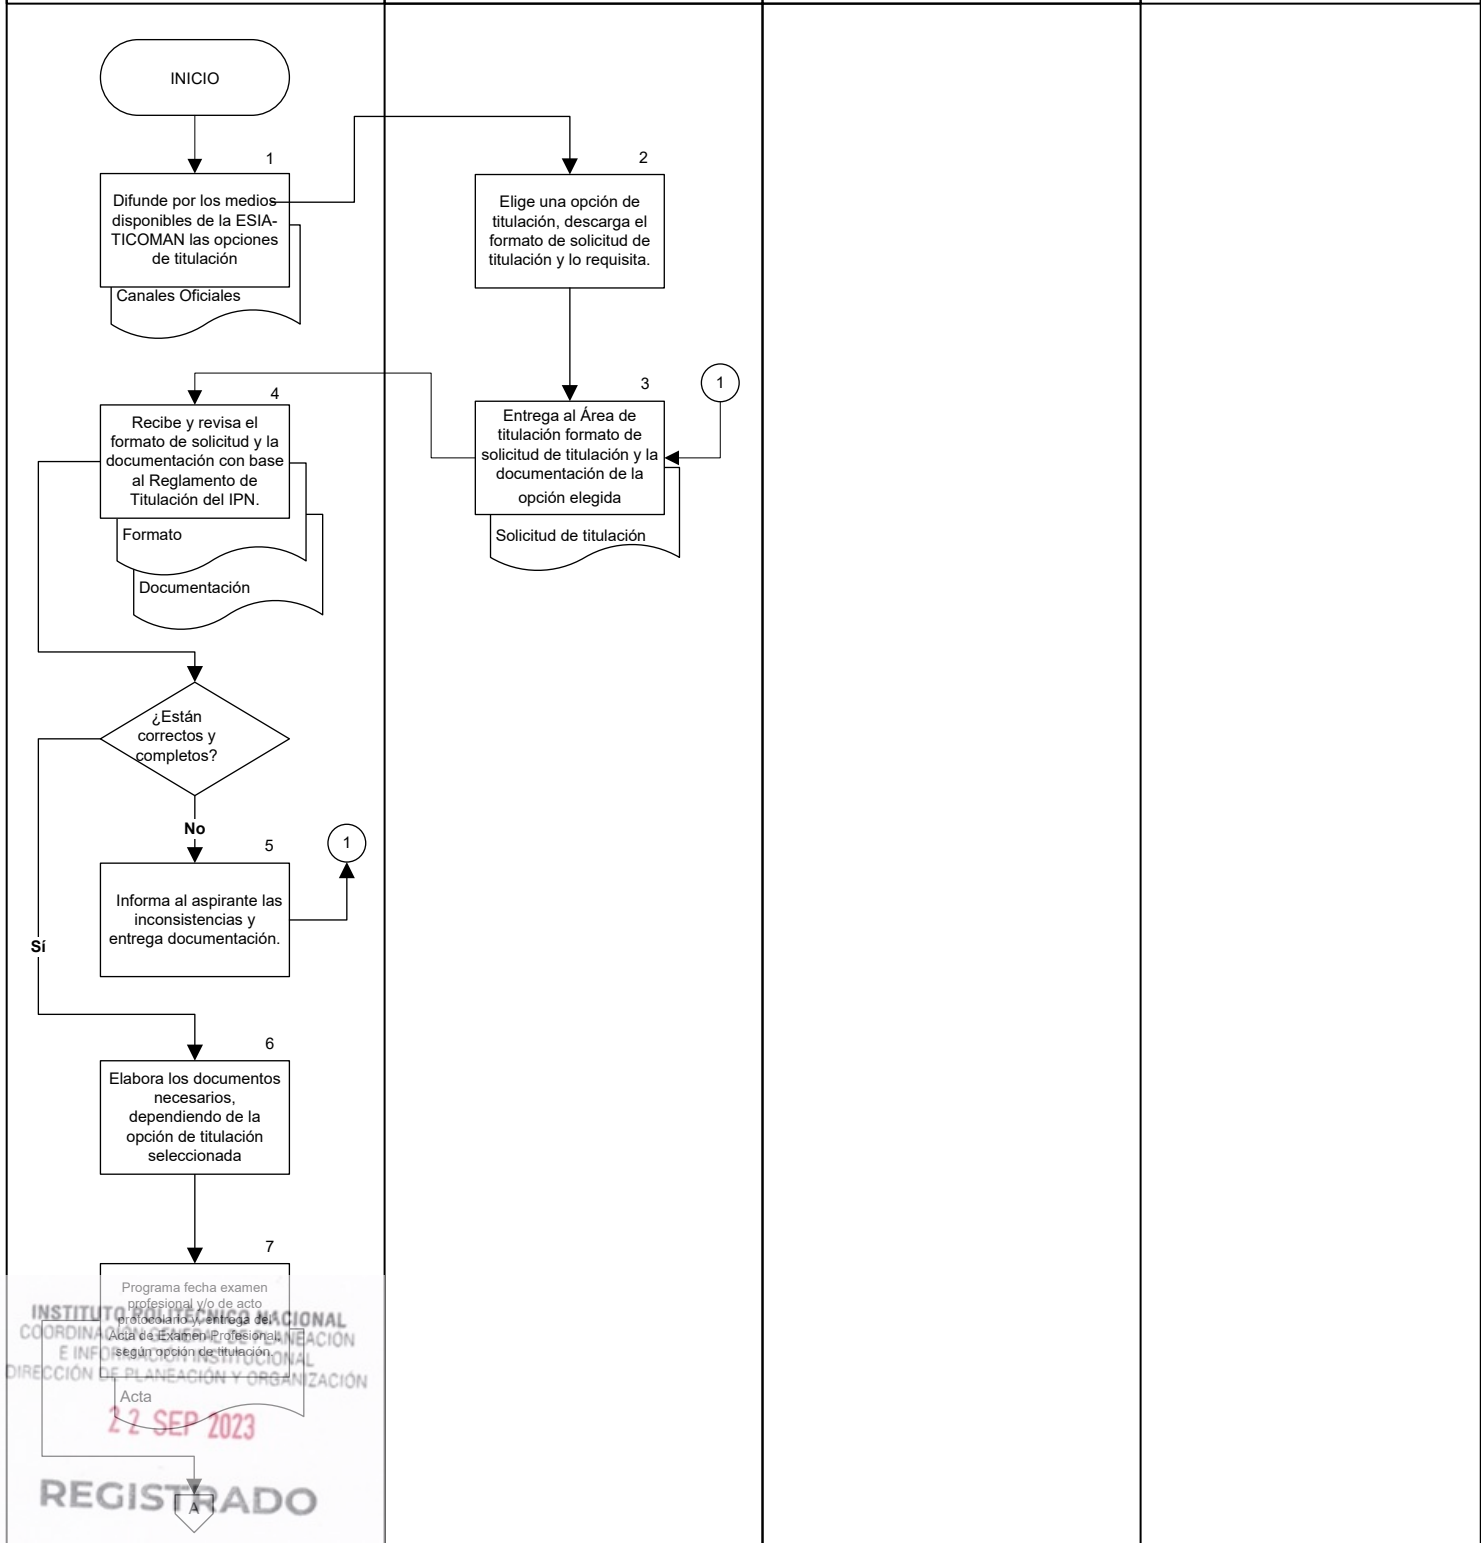 INICIO
1
Difunde por los medios
disponibles de la ESIA-
TICOMAN las opciones
de titulación
Canales Oficiales
2
Elige una opción de
titulación, descarga el
formato de solicitud de
titulación y lo requisita.
3
1
Entrega al Área de
titulación formato de
solicitud de titulación y la
documentación de la
opción elegida
Solicitud de titulación
4
Recibe y revisa el
formato de solicitud y la
documentación con base
al Reglamento de
Titulación del IPN.
Formato
Documentación
¿Están
correctos y
completos?
No
5
1
Informa al aspirante las
inconsistencias y
entrega documentación.
Sí
6
Elabora los documentos
necesarios,
dependiendo de la
opción de titulación
seleccionada
7
Programa fecha examen
profesional y/o de acto
protocolario y, entrega del
Acta de Examen Profesional,
según opción de titulación.
Acta
INSTITUTO POLITÉCNICO NACIONAL
COORDINACIÓN GENERAL DE PLANEACIÓN
E INFORMACIÓN INSTITUCIONAL
DIRECCIÓN DE PLANEACIÓN Y ORGANIZACIÓN
22 SEP 2023
REGISTRADO
A